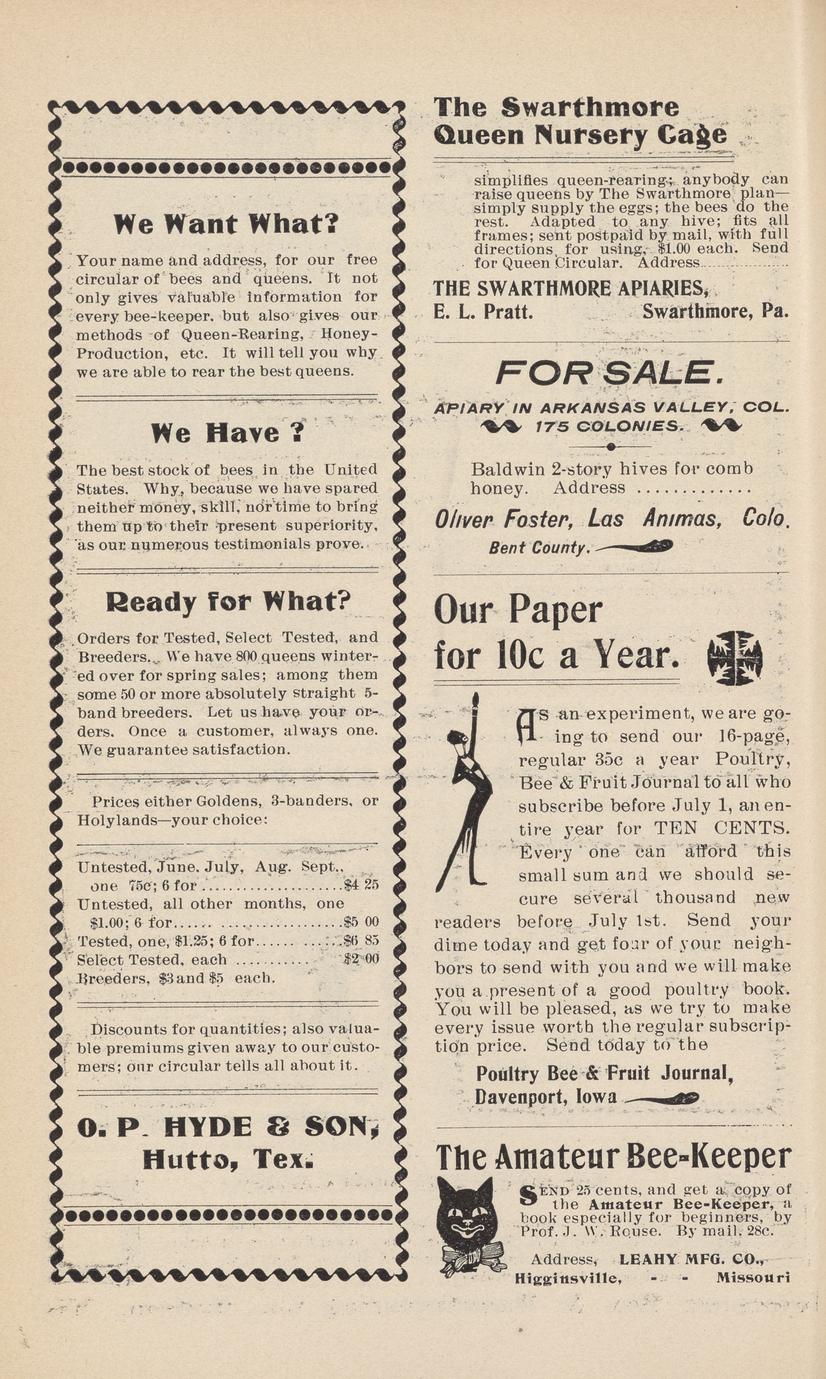 We Want What?
Your name and address, for our free
circular of bees and queens. It not
only gives valuable information for
every bee-keeper, but also gives our
methods of Queen-Rearing, Honey-
Production, etc. It will tell you why
we are able to rear the best queens.
We Have ?
The best stock of bees in the United
States. Why, because we have spared
neither money, skill, nor time to bring
them up to their present superiority,
as our numerous testimonials prove.
Ready for What?
Orders for Tested, Select Tested, and
Breeders. We have 800 queens winter-
ed over for spring sales; among them
some 50 or more absolutely straight 5-
band breeders. Let us have your or-
ders. Once a customer, always one.
We guarantee satisfaction.
Prices either Goldens, 3-banders, or
Holylands—your choice:
Untested, June, July, Aug. Sept.,
one 75c; 6 for .....................$4 25
Untested, all other months, one
$1.00; 6 for...... ...................$5 00
Tested, one, $1.25; 6 for.............$6 85
Select Tested, each ........... $2 00
Breeders, $3 and $5 each.
Discounts for quantities; also valua-
ble premiums given away to our custo-
mers; our circular tells all about it.
O. P. HYDE & SON,
Hutto, Tex.
The Swarthmore
Queen Nursery Cage
simplifies queen-rearing; anybody can
raise queens by The Swarthmore plan—
simply supply the eggs; the bees do the
rest. Adapted to any hive; fits all
frames; sent postpaid by mail, with full
directions for using, $1.00 each. Send
for Queen Circular. Address..................
THE SWARTHMORE APIARIES,
E. L. Pratt. Swarthmore, Pa.
FOR SALE.
APIARY IN ARKANSAS VALLEY, COL.
175 COLONIES.
Baldwin 2-story hives for comb
honey. Address .............
Oliver Foster, Las Animas, Colo.
Bent County.
Our Paper
for 10c a Year.
As an experiment, we are go-
ing to send our 16-page,
regular 35c a year Poultry,
Bee & Fruit Journal to all who
subscribe before July 1, an en-
tire year for TEN CENTS.
Every one can afford this
small sum and we should se-
cure several thousand new
readers before July 1st. Send your
dime today and get four of your neigh-
bors to send with you and we will make
you a present of a good poultry book.
You will be pleased, as we try to make
every issue worth the regular subscrip-
tion price. Send today to the
Poultry Bee & Fruit Journal,
Davenport, Iowa
The Amateur Bee-Keeper
SEND 25 cents, and get a copy of
the Amateur Bee-Keeper, a
book especially for beginners, by
Prof. J. W. Rouse. By mail, 28c.
Address, LEAHY MFG. CO.,
Higginsville, - - Missouri